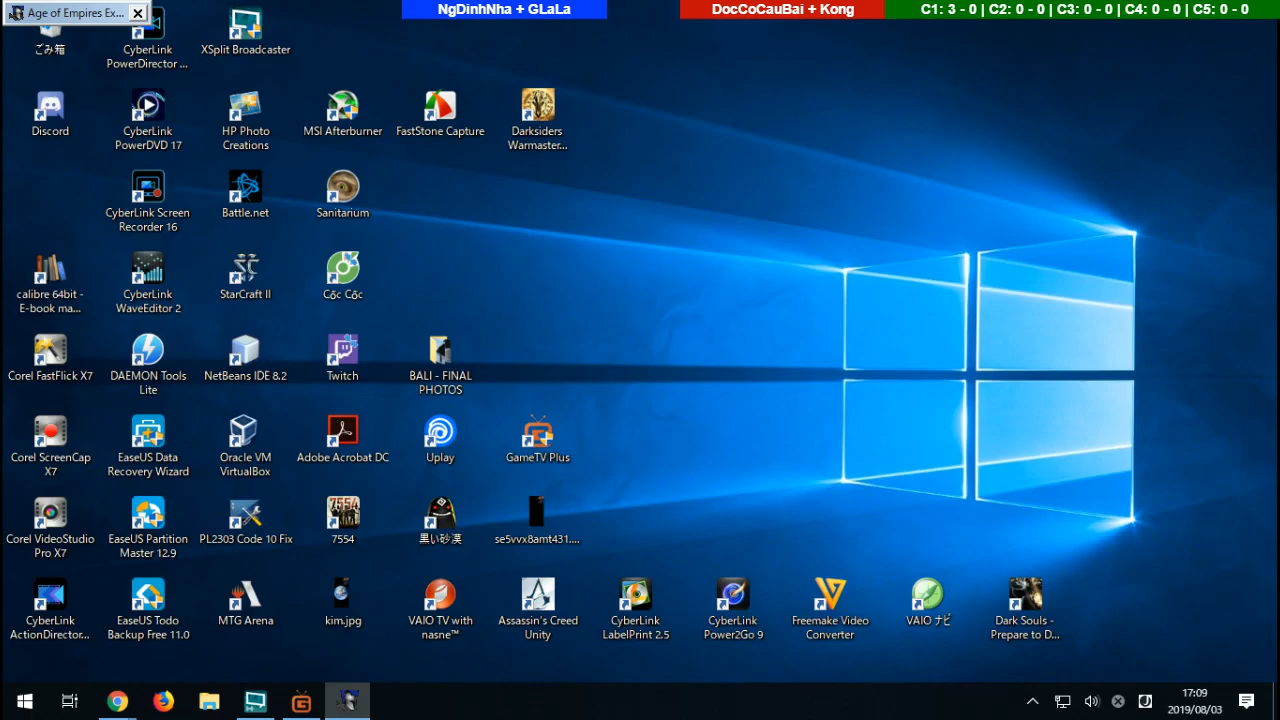 Age of Empires Ex...
NgDinhNha + GLaLa
DocCoCauBai + Kong
C1: 3 - 0 | C2: 0 - 0 | C3: 0 - 0 | C4: 0 - 0 | C5: 0 - 0
ごみ箱
CyberLink
PowerDirector ...
XSplit Broadcaster
Discord
CyberLink
PowerDVD 17
HP Photo
Creations
MSI Afterburner
FastStone Capture
Darksiders
Warmaster...
CyberLink Screen
Recorder 16
Battle.net
Sanitarium
calibre 64bit -
E-book ma...
CyberLink
WaveEditor 2
StarCraft II
Cốc Cốc
Corel FastFlick X7
DAEMON Tools
Lite
NetBeans IDE 8.2
Twitch
BALI - FINAL
PHOTOS
Corel ScreenCap
X7
EaseUS Data
Recovery Wizard
Oracle VM
VirtualBox
Adobe Acrobat DC
Uplay
GameTV Plus
Corel VideoStudio
Pro X7
EaseUS Partition
Master 12.9
PL2303 Code 10 Fix
7554
7554
黒い砂漠
se5vvx8amt431....
CyberLink
ActionDirector...
EaseUS Todo
Backup Free 11.0
MTG Arena
kim.jpg
VAIO TV with
nasne™
Assassin's Creed
Unity
CyberLink
LabelPrint 2.5
CyberLink
Power2Go 9
Freemake Video
Converter
VAIO ナビ
Dark Souls -
Prepare to D...
17:09
2019/08/03